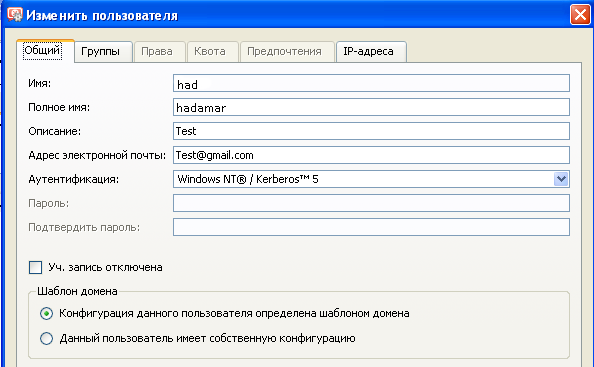 Изменить пользователя
Общий Группы Права Квота Предпочтения IP-адреса
Имя: had
Полное имя: hadamar
Описание: Test
Адрес электронной почты: Test@gmail.com
Аутентификация: Windows NT® / Kerberos™ 5
Пароль:
Подтвердить пароль:
Уч. запись отключена
Шаблон домена
Конфигурация данного пользователя определена шаблоном домена
Данный пользователь имеет собственную конфигурацию